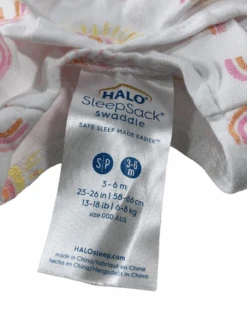 HALO®
SleepSack®
swaddle
SAFE SLEEP MADE EASIER™
S|P 3-6 m
3 - 6 m
23-26 in | 58-66 cm
13-18 lb | 6-8 kg
size 000 AUS
HALOsleep.com
made in China/fabriqué en Chine
hecho en China/Hergestellt in China